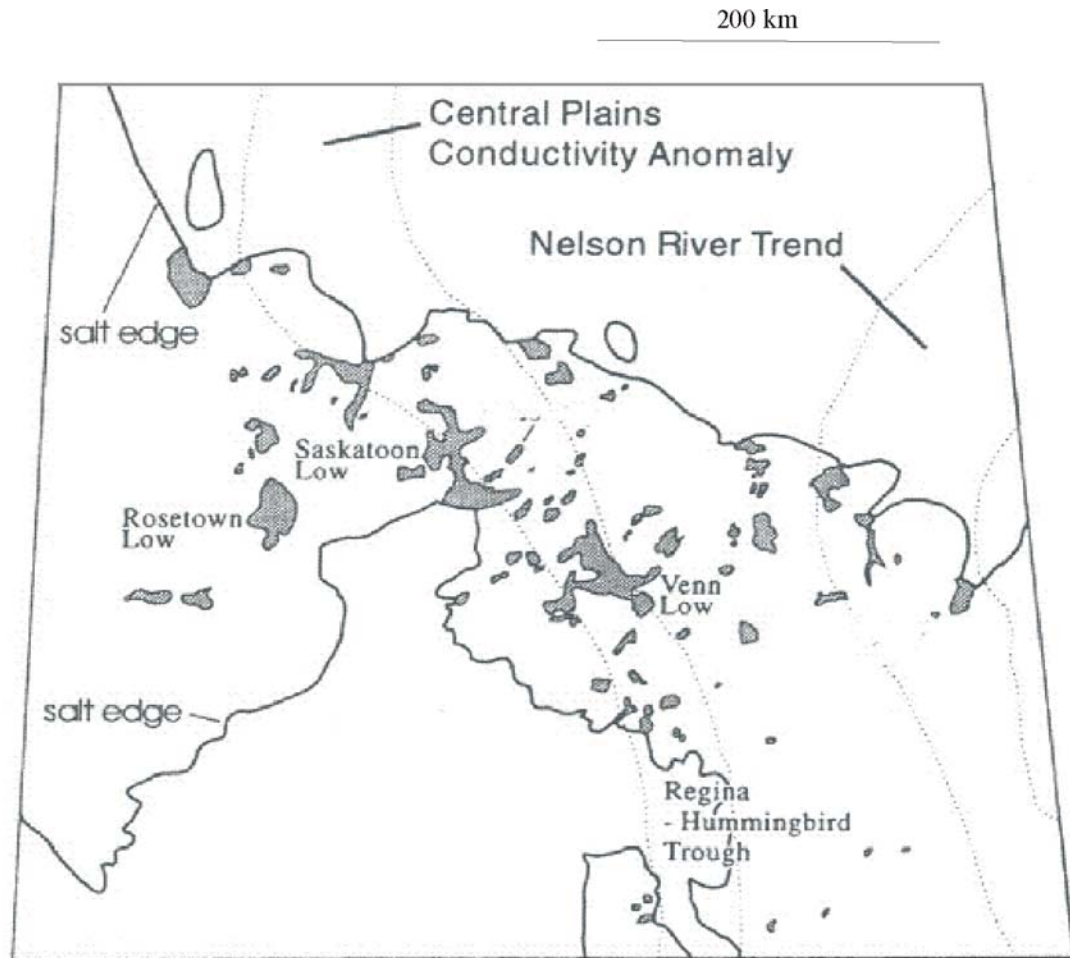 200 km
Central Plains
Conductivity Anomaly
Nelson River Trend
salt edge
Saskatoon
Low
Rosetown
Low
Venn
Low
salt edge
Regina
- Hummingbird
Trough